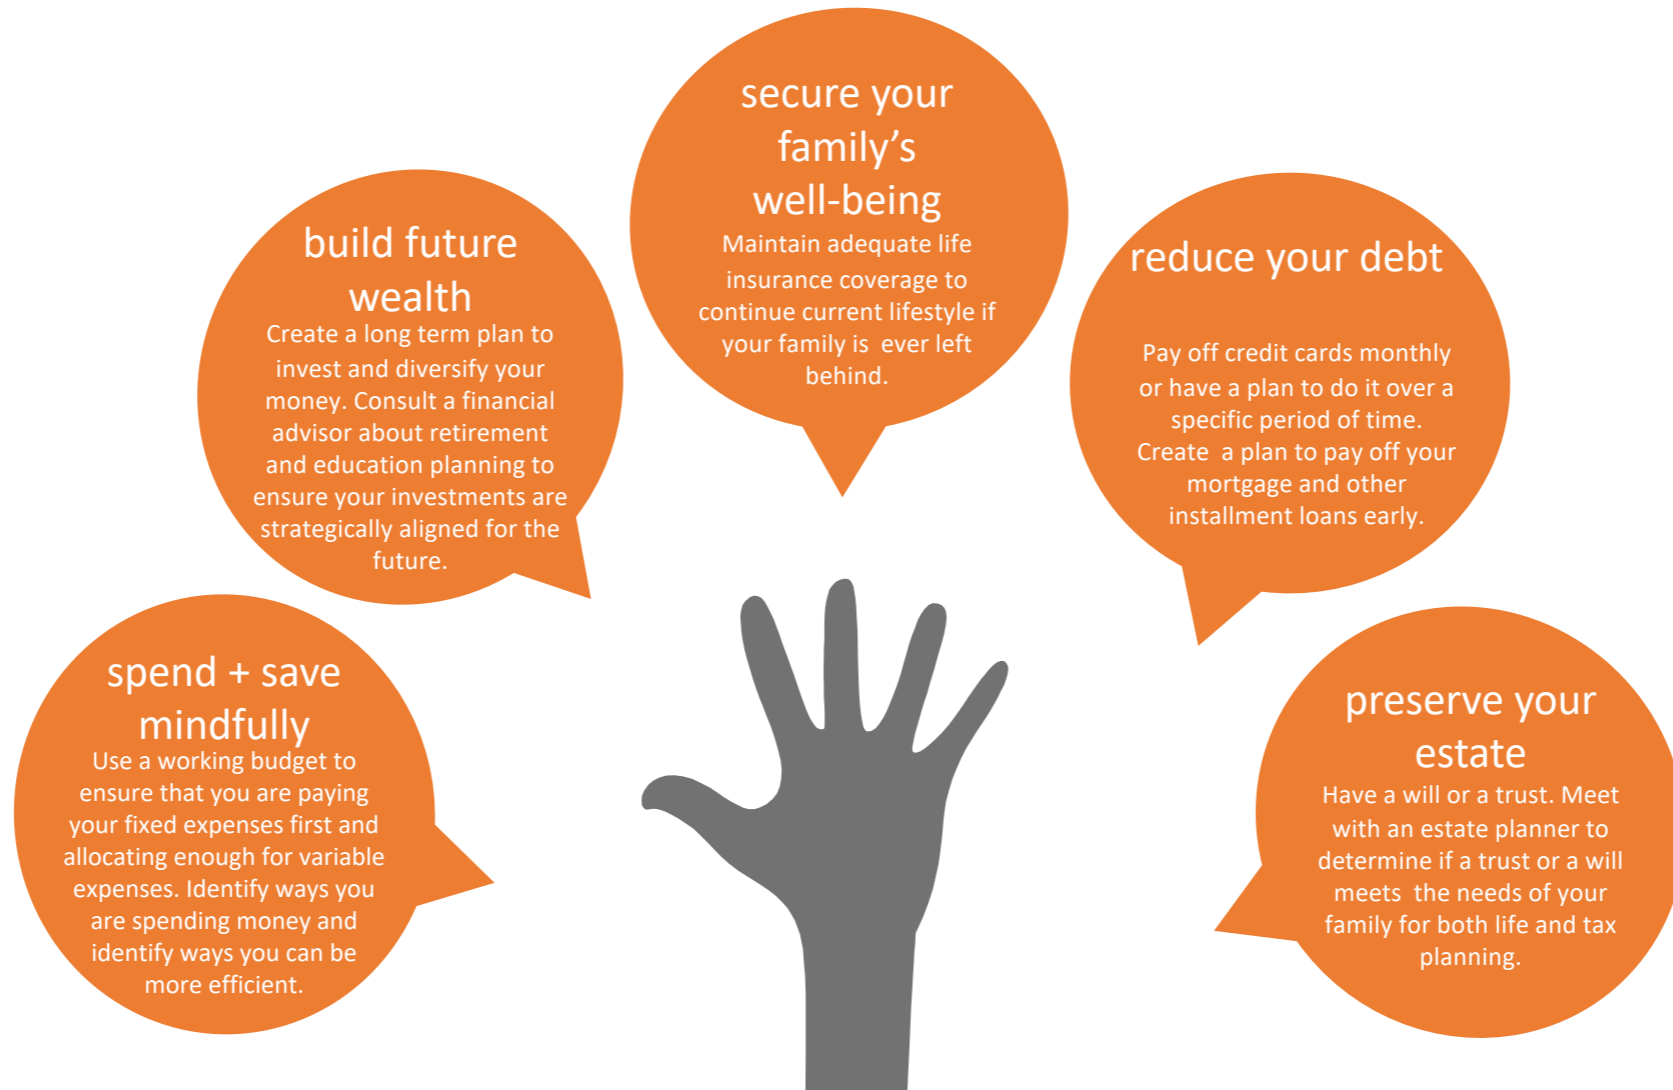 spend + save
mindfully
Use a working budget to
ensure that you are paying
your fixed expenses first and
allocating enough for variable
expenses. Identify ways you
are spending money and
identify ways you can be
more efficient.
build future
wealth
Create a long term plan to
invest and diversify your
money. Consult a financial
advisor about retirement
and education planning to
ensure your investments are
strategically aligned for the
future.
secure your
family’s
well-being
Maintain adequate life
insurance coverage to
continue current lifestyle if
your family is  ever left
behind.
reduce your debt
Pay off credit cards monthly
or have a plan to do it over a
specific period of time.
Create  a plan to pay off your
mortgage and other
installment loans early.
preserve your
estate
Have a will or a trust. Meet
with an estate planner to
determine if a trust or a will
meets  the needs of your
family for both life and tax
planning.